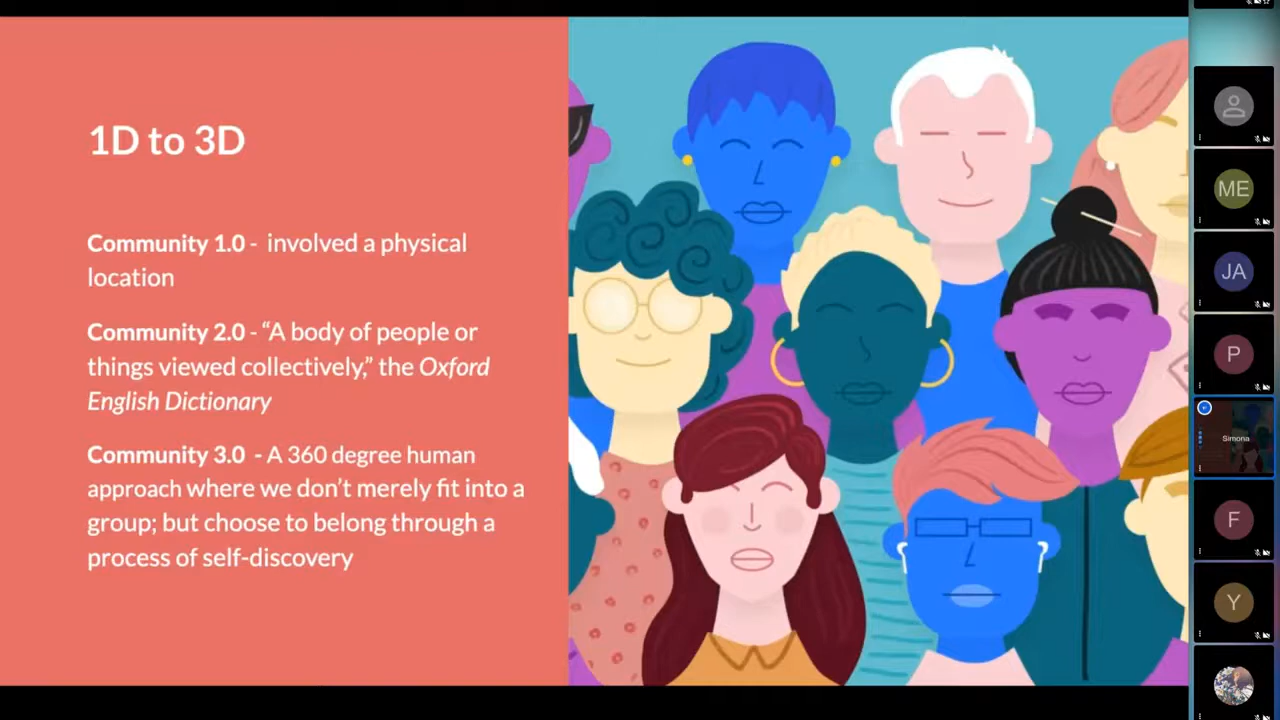 1D to 3D
Community 1.0 - involved a physical
location
Community 2.0 - “A body of people or
things viewed collectively,” the Oxford
English Dictionary
Community 3.0 - A 360 degree human
approach where we don’t merely fit into a
group; but choose to belong through a
process of self-discovery
ME
JA
P
Simona
F
Y